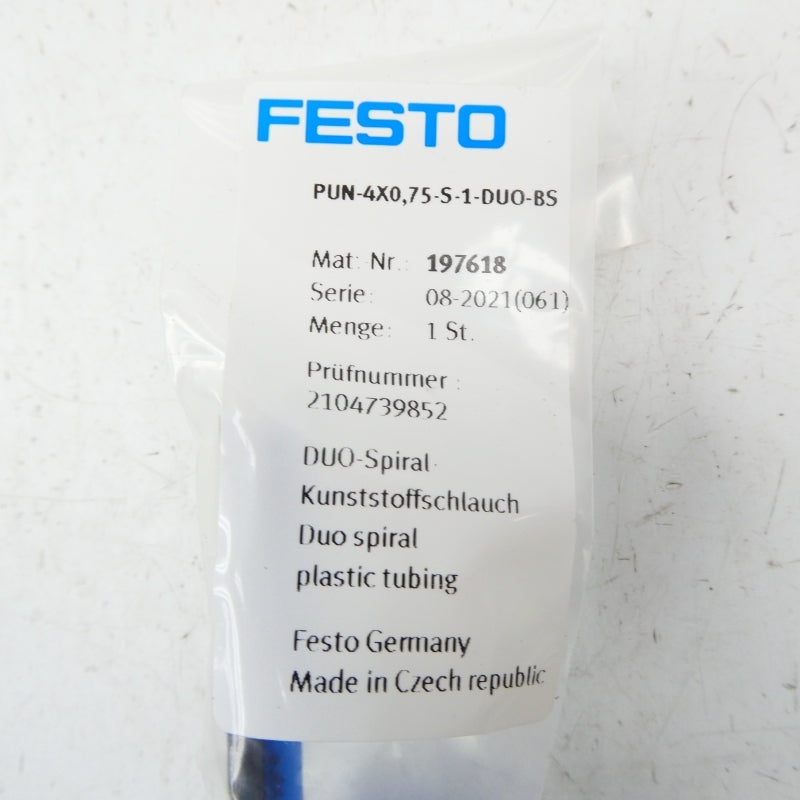 FESTO
PUN-4X0,75-S-1-DUO-BS
Mat. Nr.: 197618
Serie: 08-2021(061)
Menge: 1 St.
Prüfnummer :
2104739852
DUO-Spiral-
Kunststoffschlauch
Duo spiral
plastic tubing
Festo Germany
Made in Czech republic